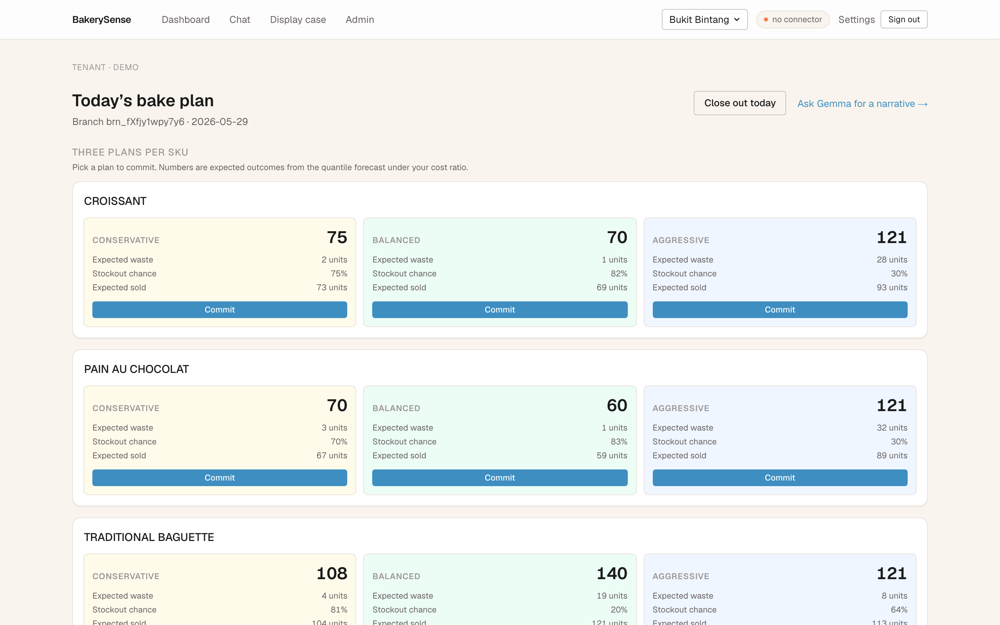 BakerySense Dashboard Chat Display case Admin Bukit Bintang no connector Settings Sign out
TENANT · DEMO
Today’s bake plan
Close out today Ask Gemma for a narrative →
Branch brn_fXfjy1wpy7y6 · 2026-05-29
THREE PLANS PER SKU
Pick a plan to commit. Numbers are expected outcomes from the quantile forecast under your cost ratio.
CROISSANT
CONSERVATIVE 75
Expected waste 2 units
Stockout chance 75%
Expected sold 73 units
Commit
BALANCED 70
Expected waste 1 units
Stockout chance 82%
Expected sold 69 units
Commit
AGGRESSIVE 121
Expected waste 28 units
Stockout chance 30%
Expected sold 93 units
Commit
PAIN AU CHOCOLAT
CONSERVATIVE 70
Expected waste 3 units
Stockout chance 70%
Expected sold 67 units
Commit
BALANCED 60
Expected waste 1 units
Stockout chance 83%
Expected sold 59 units
Commit
AGGRESSIVE 121
Expected waste 32 units
Stockout chance 30%
Expected sold 89 units
Commit
TRADITIONAL BAGUETTE
CONSERVATIVE 108
Expected waste 4 units
Stockout chance 81%
Expected sold 104 units
BALANCED 140
Expected waste 19 units
Stockout chance 20%
Expected sold 121 units
AGGRESSIVE 121
Expected waste 8 units
Stockout chance 64%
Expected sold 113 units